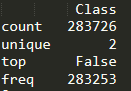 Class
count 283726
unique 2
top False
freq 283253